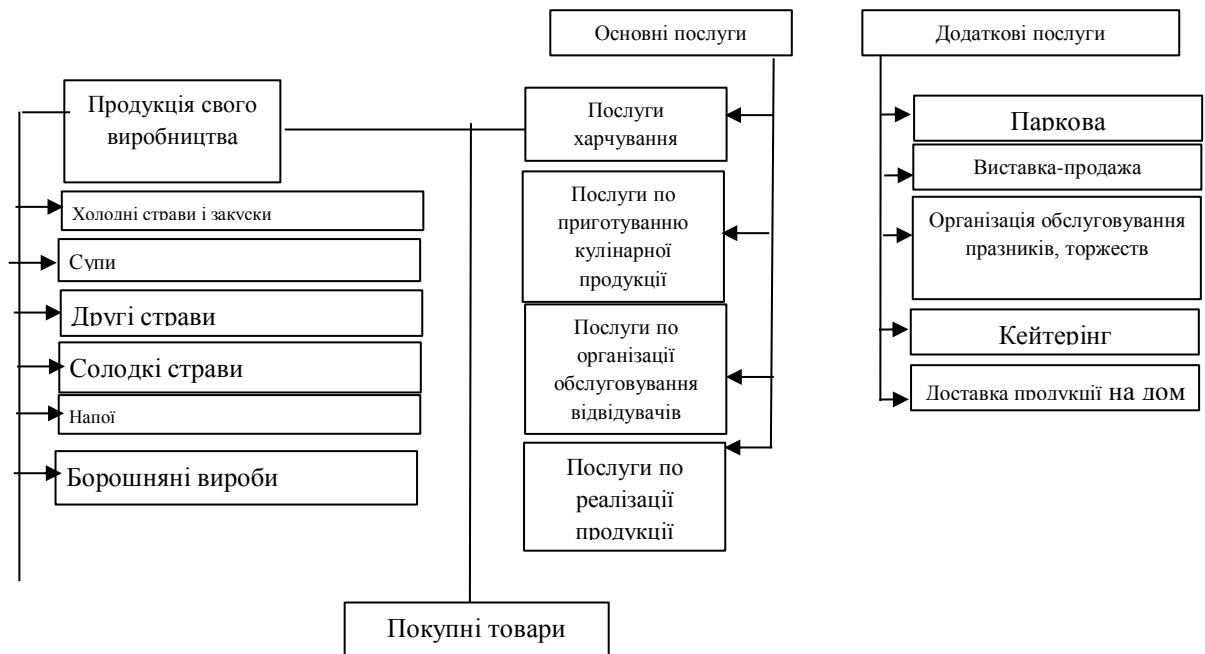 Основні послуги
Додаткові послуги
Продукція свого
виробництва
Послуги
харчування
Паркова
Виставка-продажа
Послуги по
приготуванню
кулінарної
продукції
Організація обслуговування
празників, торжеств
Холодні страви і закуски
Супи
Другі страви
Послуги по
організації
обслуговування
відвідувачів
Кейтерінг
Солодкі страви
Доставка продукції на дом
Напої
Борошняні вироби
Послуги по
реалізації
продукції
Покупні товари